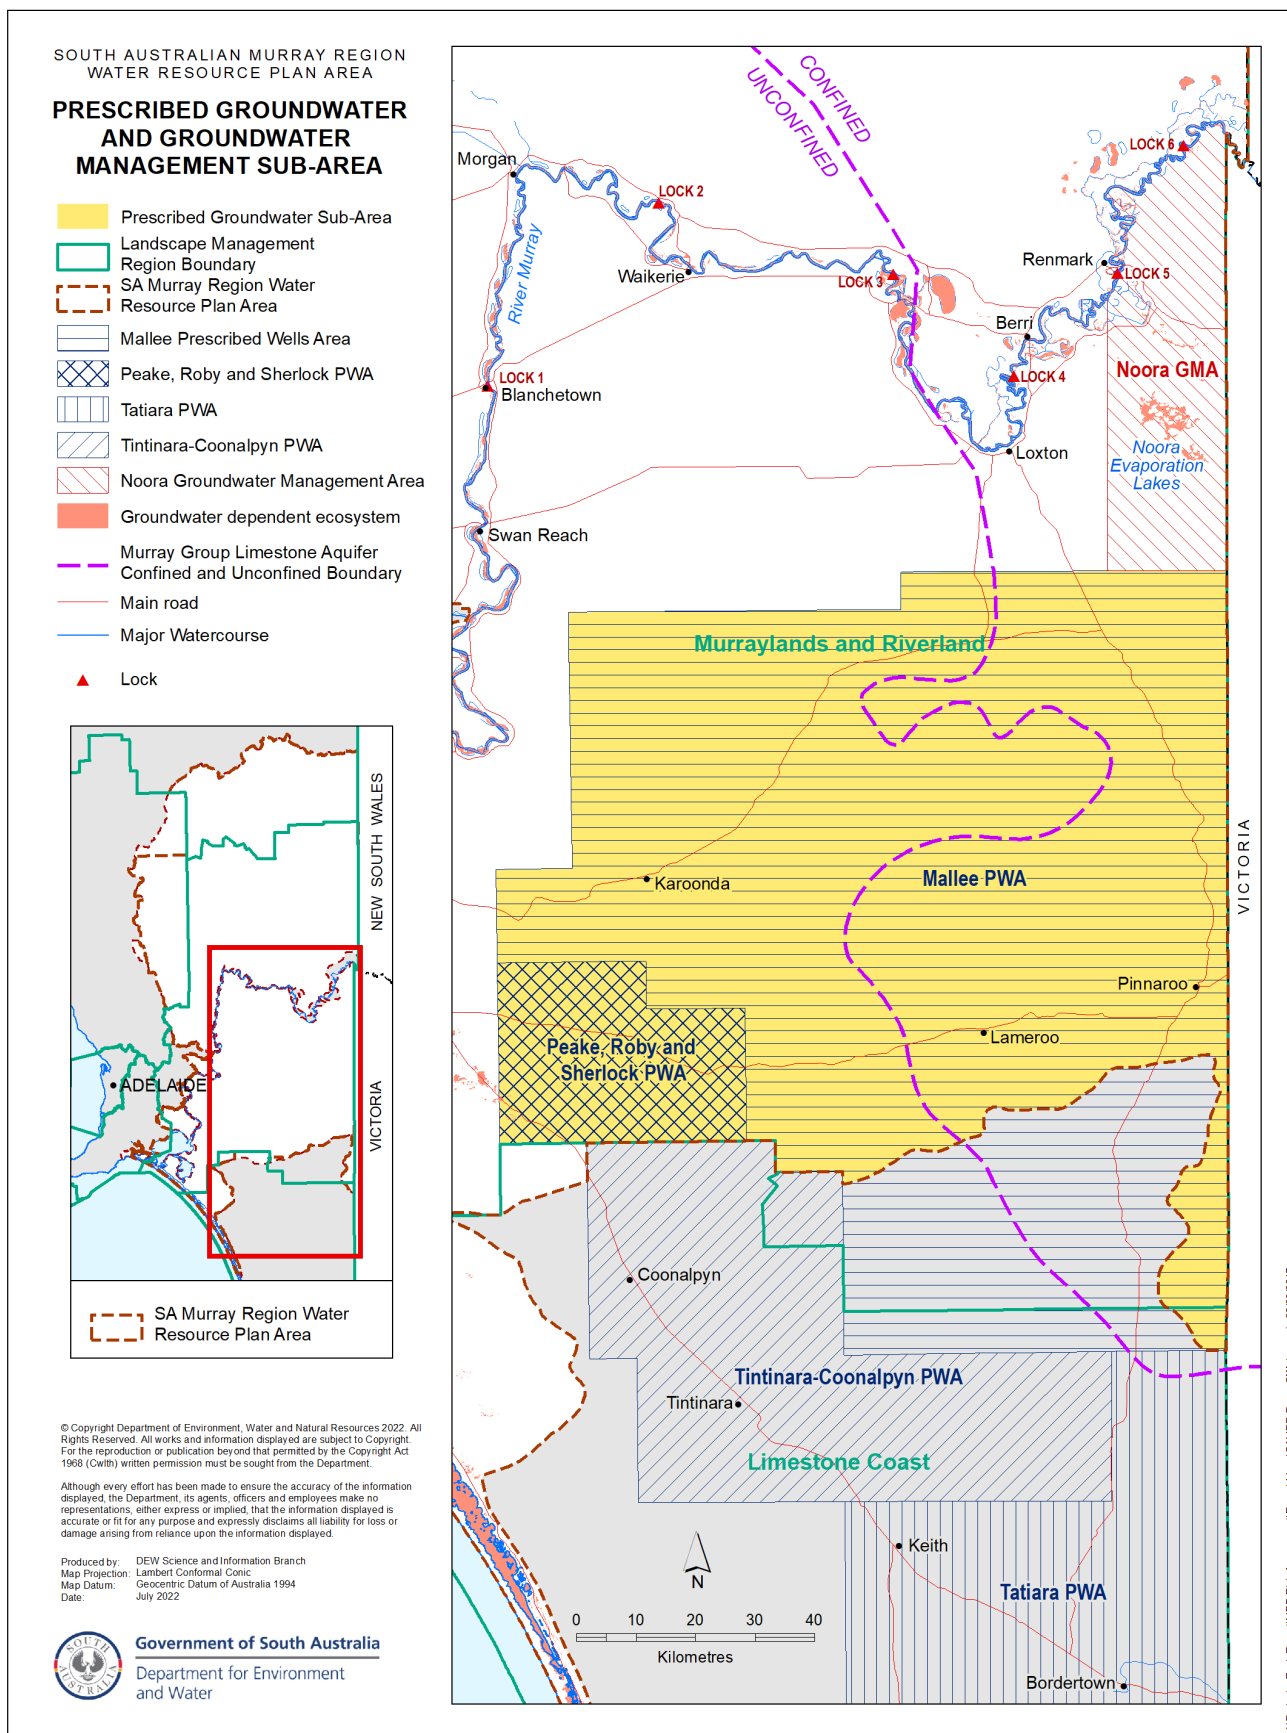 SOUTH AUSTRALIAN MURRAY REGION
WATER RESOURCE PLAN AREA
PRESCRIBED GROUNDWATER
AND GROUNDWATER
MANAGEMENT SUB-AREA
Prescribed Groundwater Sub-Area
Landscape Management
Region Boundary
SA Murray Region Water
Resource Plan Area
Mallee Prescribed Wells Area
Peake, Roby and Sherlock PWA
Tatiara PWA
Tintinara-Coonalpyn PWA
Noora Groundwater Management Area
Groundwater dependent ecosystem
Murray Group Limestone Aquifer
Confined and Unconfined Boundary
Main road
Major Watercourse
Lock
NEW SOUTH WALES
VICTORIA
ADELAIDE
SA Murray Region Water
Resource Plan Area
© Copyright Department of Environment, Water and Natural Resources 2022. All
Rights Reserved. All works and information displayed are subject to Copyright.
For the reproduction or publication beyond that permitted by the Copyright Act
1968 (Cwlth) written permission must be sought from the Department.
Although every effort has been made to ensure the accuracy of the information
displayed, the Department, its agents, officers and employees make no
representations, either express or implied, that the information displayed is
accurate or fit for any purpose and expressly disclaims all liability for loss or
damage arising from reliance upon the information displayed.
Produced by: DEW Science and Information Branch
Map Projection: Lambert Conformal Conic
Map Datum: Geocentric Datum of Australia 1994
Date: July 2022
SOUTH AUSTRALIA
Government of South Australia
Department for Environment
and Water
CONFINED
UNCONFINED
Morgan
LOCK 2
LOCK 6
River Murray
Waikerie
LOCK 3
Renmark
LOCK 5
Berri
LOCK 1
Blanchetown
LOCK 4
Noora GMA
Loxton
Noora
Evaporation
Lakes
Swan Reach
Murraylands and Riverland
Karoonda
Mallee PWA
VICTORIA
Pinnaroo
Lameroo
Peake, Roby and
Sherlock PWA
Coonalpyn
Tintinara-Coonalpyn PWA
Tintinara
Limestone Coast
Keith
N
Tatiara PWA
0 10 20 30 40
Kilometres
Bordertown